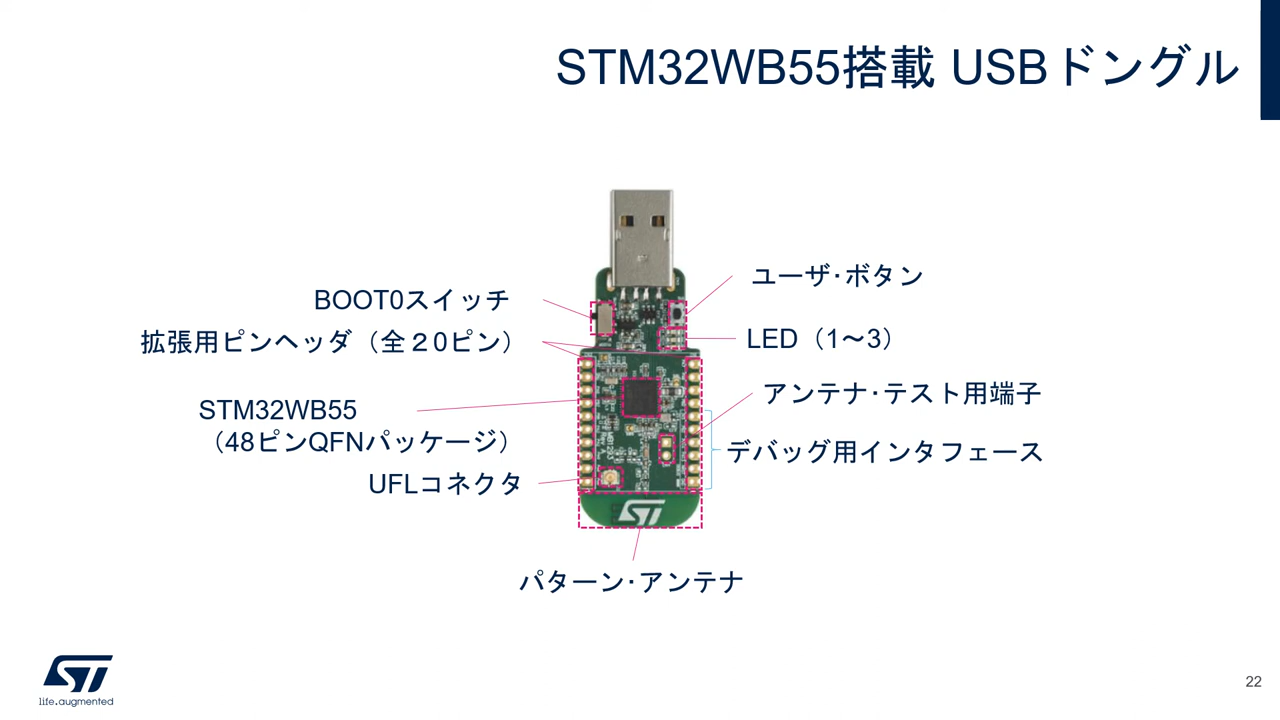 STM32WB55搭載 USBドングル
BOOT0スイッチ
ユーザ・ボタン
拡張用ピンヘッダ（全２0ピン）
LED（1～3）
STM32WB55
（48ピンQFNパッケージ）
アンテナ・テスト用端子
デバッグ用インタフェース
UFLコネクタ
ST
パターン・アンテナ
ST
life.augmented
22